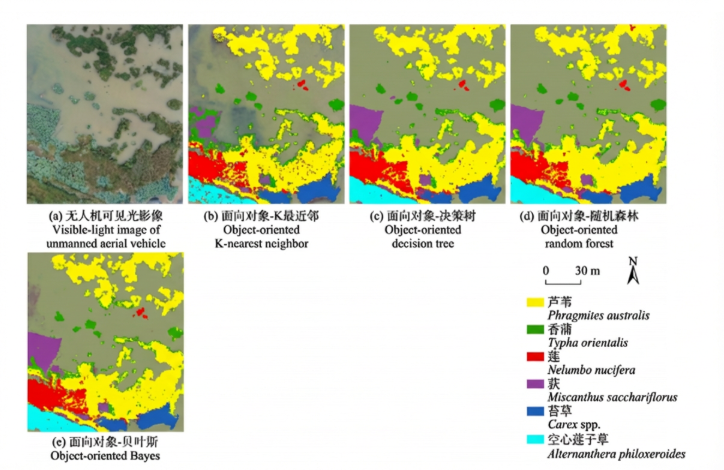 (a) 无人机可见光影像
Visible-light image of
unmanned aerial vehicle
(b) 面向对象-K最近邻
Object-oriented
K-nearest neighbor
(c) 面向对象-决策树
Object-oriented
decision tree
(d) 面向对象-随机森林
Object-oriented
random forest
(e) 面向对象-贝叶斯
Object-oriented Bayes
N
0 30 m
芦苇
Phragmites australis
香蒲
Typha orientalis
莲
Nelumbo nucifera
荻
Miscanthus sacchariflorus
苔草
Carex spp.
空心莲子草
Alternanthera philoxeroides